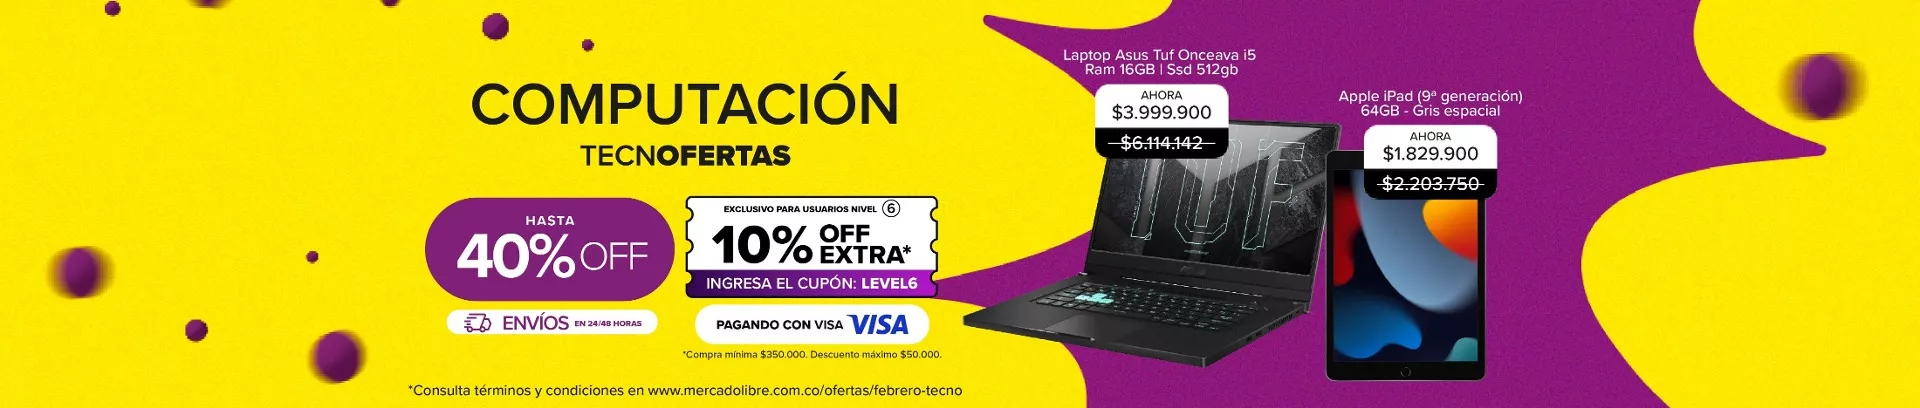 COMPUTACIÓN
TECNOFERTAS
HASTA
40% OFF
ENVÍOS EN 24/48 HORAS
EXCLUSIVO PARA USUARIOS NIVEL 6
10% OFF
EXTRA*
INGRESA EL CUPÓN: LEVEL6
PAGANDO CON VISA VISA
*Compra mínima $350.000. Descuento máximo $50.000.
*Consulta términos y condiciones en www.mercadolibre.com.co/ofertas/febrero-tecno
Laptop Asus Tuf Onceava i5
Ram 16GB | Ssd 512gb
AHORA
$3.999.900
$6.114.142
TUF
Apple iPad (9ª generación)
64GB - Gris espacial
AHORA
$1.829.900
$2.203.750